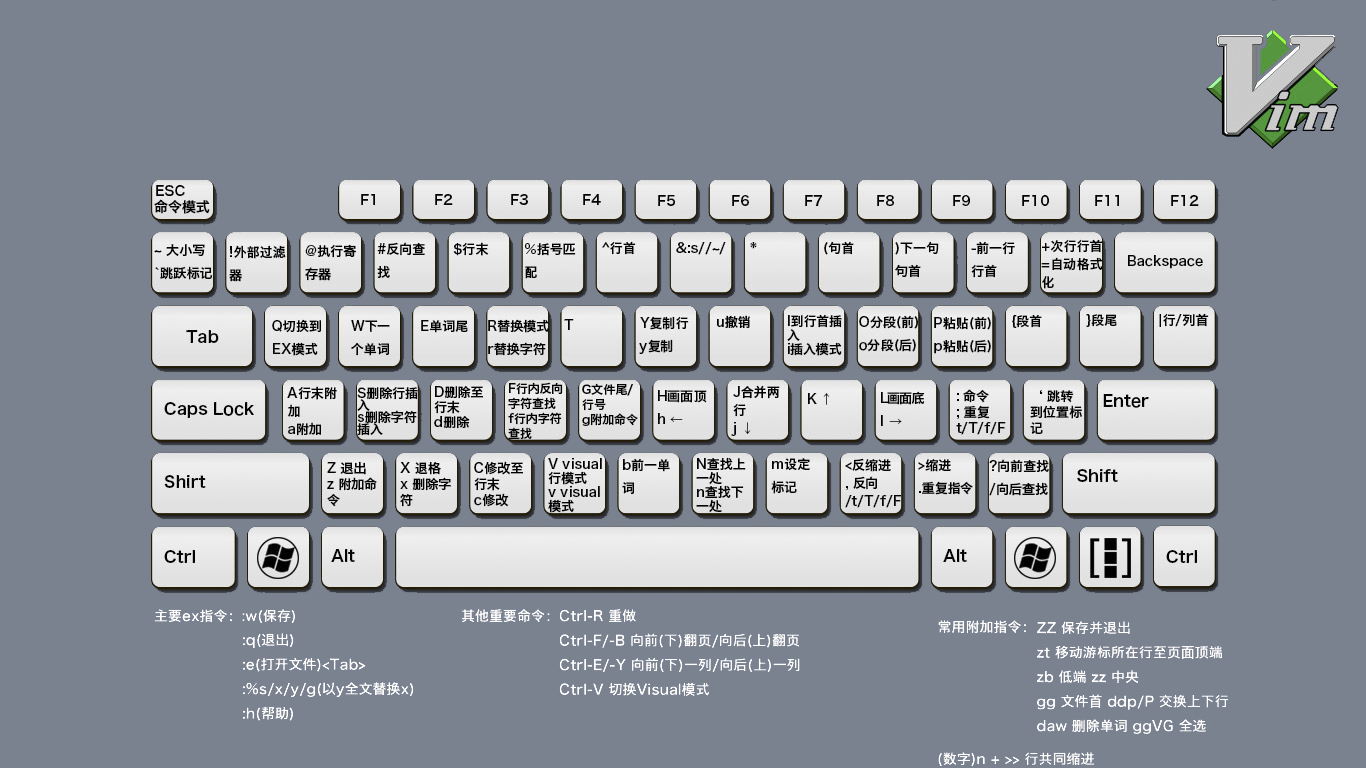 Vim
ESC
命令模式
F1
F2
F3
F4
F5
F6
F7
F8
F9
F10
F11
F12
~ 大小写
`跳跃标记
!外部过滤
器
@执行寄
存器
#反向查
找
$行末
%括号匹
配
^行首
&:s//~/
*
(句首
)下一句
句首
-前一行
行首
+次行行首
=自动格式
化
Backspace
Tab
Q切换到
EX模式
W下一
个单词
E单词尾
R替换模式
r替换字符
T
Y复制行
y复制
u撤销
I到行首插
入
i插入模式
O分段(前)
o分段(后)
P粘贴(前)
p粘贴(后)
{段首
}段尾
|行/列首
Caps Lock
A行末附
加
a附加
S删除行插
入
s删除字符
插入
D删除至
行末
d删除
F行内反向
字符查找
f行内字符
查找
G文件尾/
行号
g附加命令
H画面顶
h ←
J合并两
行
j ↓
K ↑
L画面底
l →
: 命令
; 重复
t/T/f/F
‘ 跳转
到位置标
记
Enter
Shirt
Z 退出
z 附加命
令
X 退格
x 删除字
符
C修改至
行末
c修改
V visual
行模式
v visual
模式
b前一单
词
N查找上
一处
n查找下
一处
m设定
标记
<反缩进
, 反向
/t/T/f/F
>缩进
.重复指令
?向前查找
/向后查找
Shift
Ctrl
Alt
Alt
Ctrl
主要ex指令: :w(保存)
:q(退出)
:e(打开文件)<Tab>
:%s/x/y/g(以y全文替换x)
:h(帮助)
其他重要命令: Ctrl-R 重做
Ctrl-F/-B 向前(下)翻页/向后(上)翻页
Ctrl-E/-Y 向前(下)一列/向后(上)一列
Ctrl-V 切换Visual模式
常用附加指令: ZZ 保存并退出
zt 移动游标所在行至页面顶端
zb 低端 zz 中央
gg 文件首 ddp/P 交换上下行
daw 删除单词 ggVG 全选
(数字)n + >> 行共同缩进